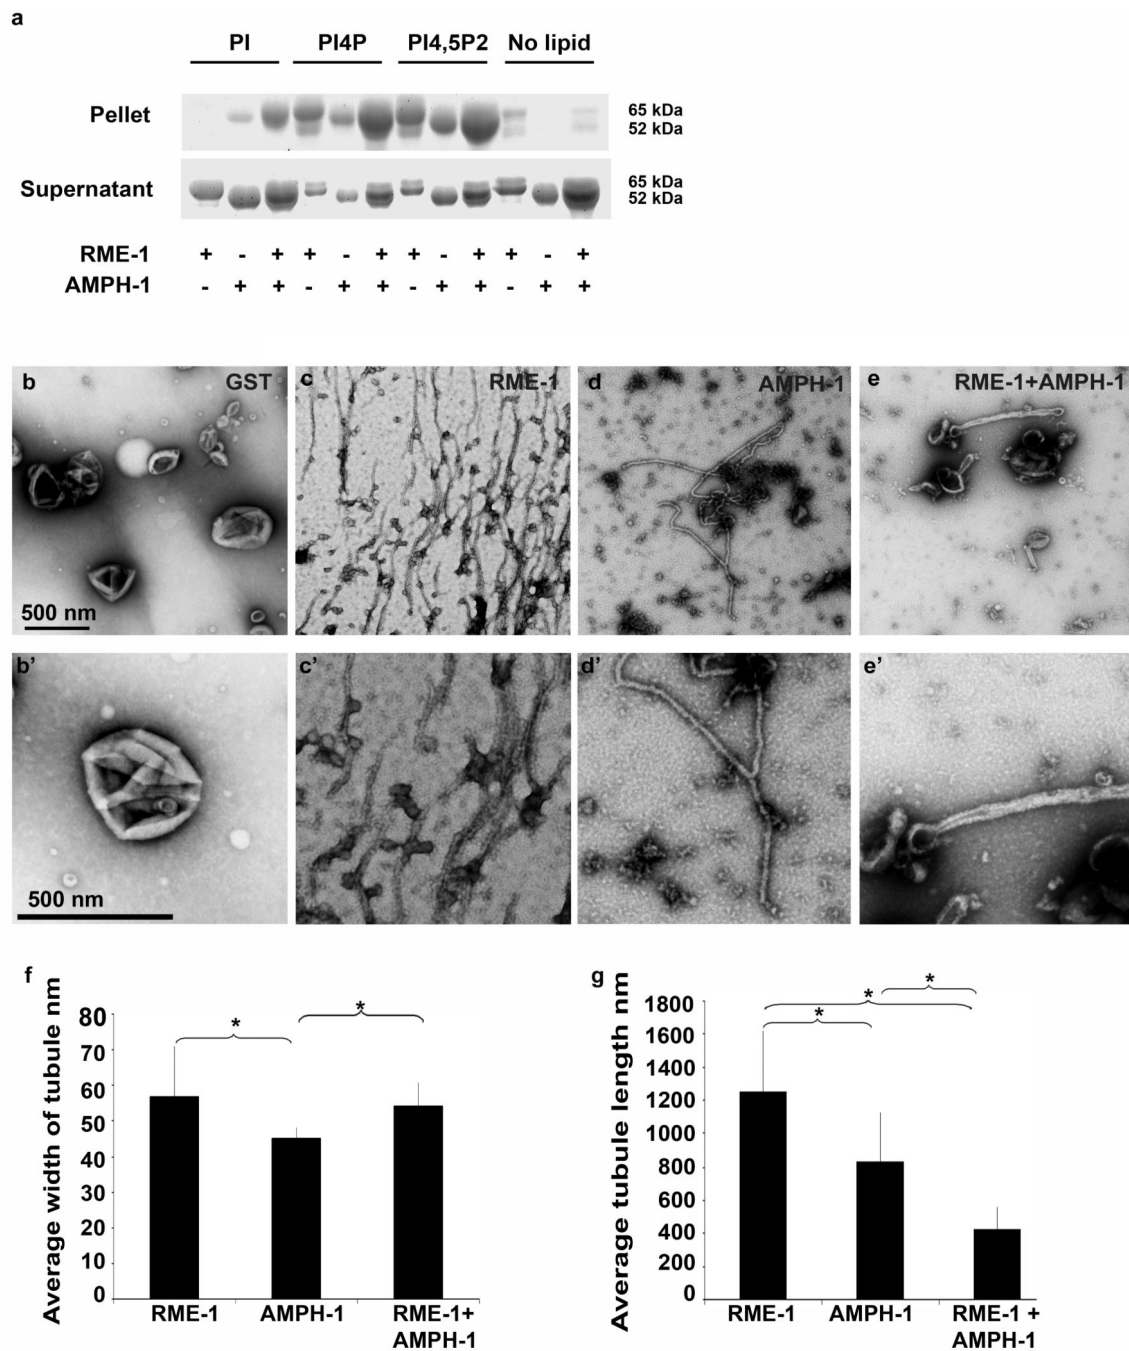 a
PI PI4P PI4,5P2 No lipid
Pellet 65 kDa
52 kDa
Supernatant 65 kDa
52 kDa
RME-1 + - + + - + + - + + - +
AMPH-1 - + + - + + - + + - + +
b GST c RME-1 d AMPH-1 e RME-1+AMPH-1
500 nm
b' c' d' e'
500 nm
f
Average width of tubule nm
80
70
60
50
40
30
20
10
0
* *
RME-1 AMPH-1 RME-1+
AMPH-1
g
Average tubule length nm
1800
1600
1400
1200
1000
800
600
400
200
0
*
*
*
RME-1 AMPH-1 RME-1 +
AMPH-1